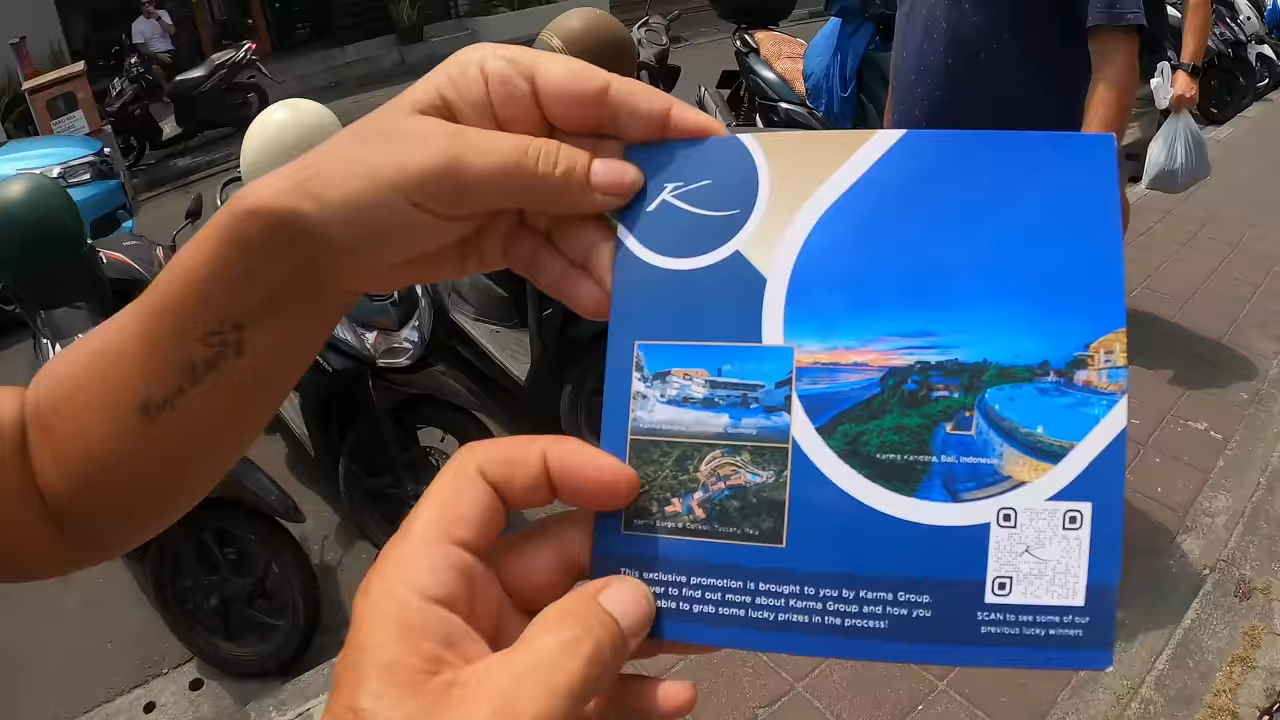 K
Karma Kandara, Bali, Indonesia
Karma Borgo di Colleoli, Tuscany, Italy
This exclusive promotion is brought to you by Karma Group.
ver to find out more about Karma Group and how you
able to grab some lucky prizes in the process!
SCAN to see some of our
previous lucky winners